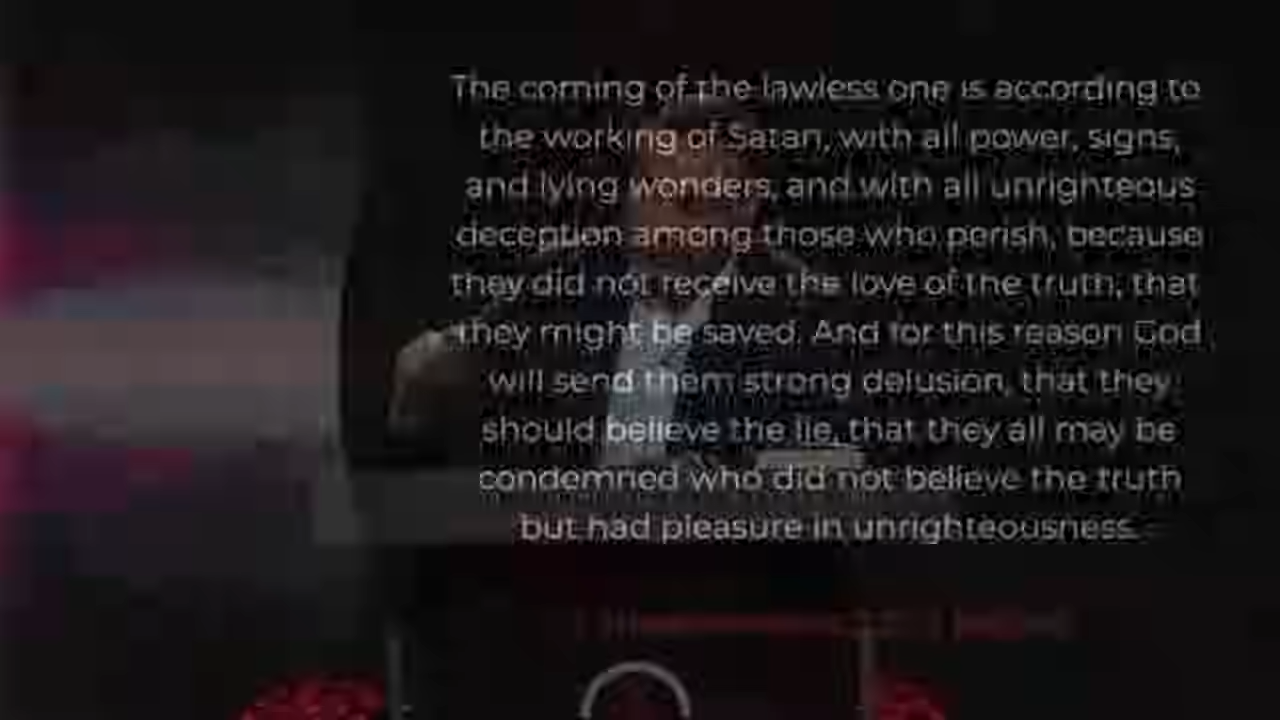 The coming of the lawless one is according to
the working of Satan, with all power, signs,
and lying wonders, and with all unrighteous
deception among those who perish, because
they did not receive the love of the truth, that
they might be saved. And for this reason God
will send them strong delusion, that they
should believe the lie, that they all may be
condemned who did not believe the truth
but had pleasure in unrighteousness.